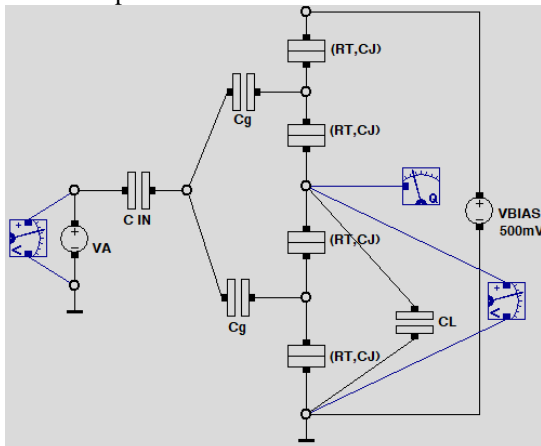 (RT,CJ)
Cg
(RT,CJ)
C IN
Q
VBIAS
500mV
V
VA
(RT,CJ)
Cg
CL
V
(RT,CJ)